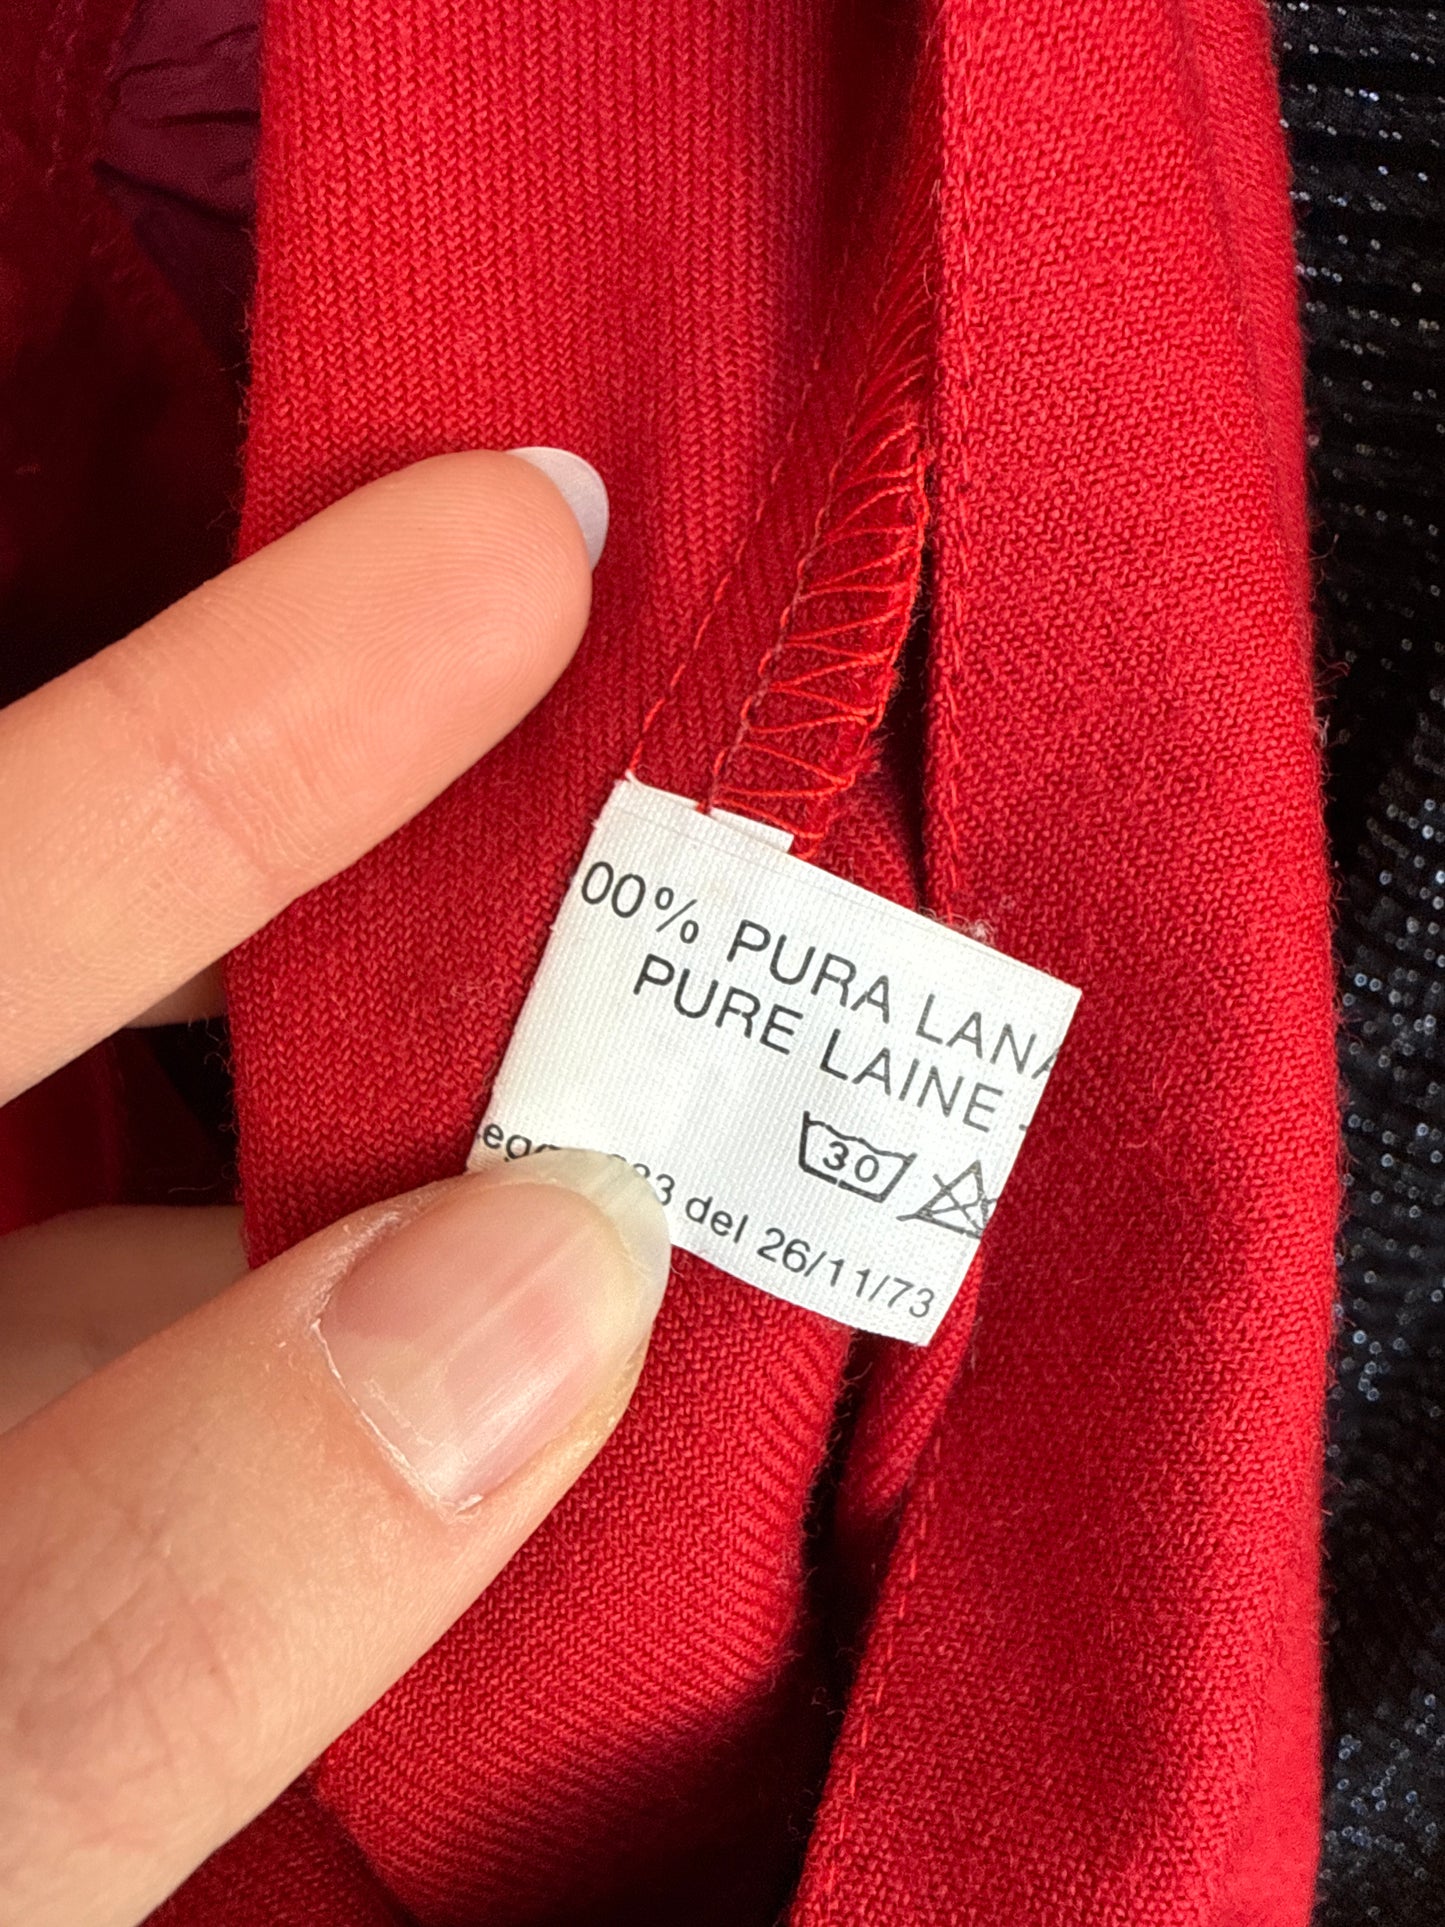 00% PURA LANA
PURE LAINE -
30
del 26/11/73